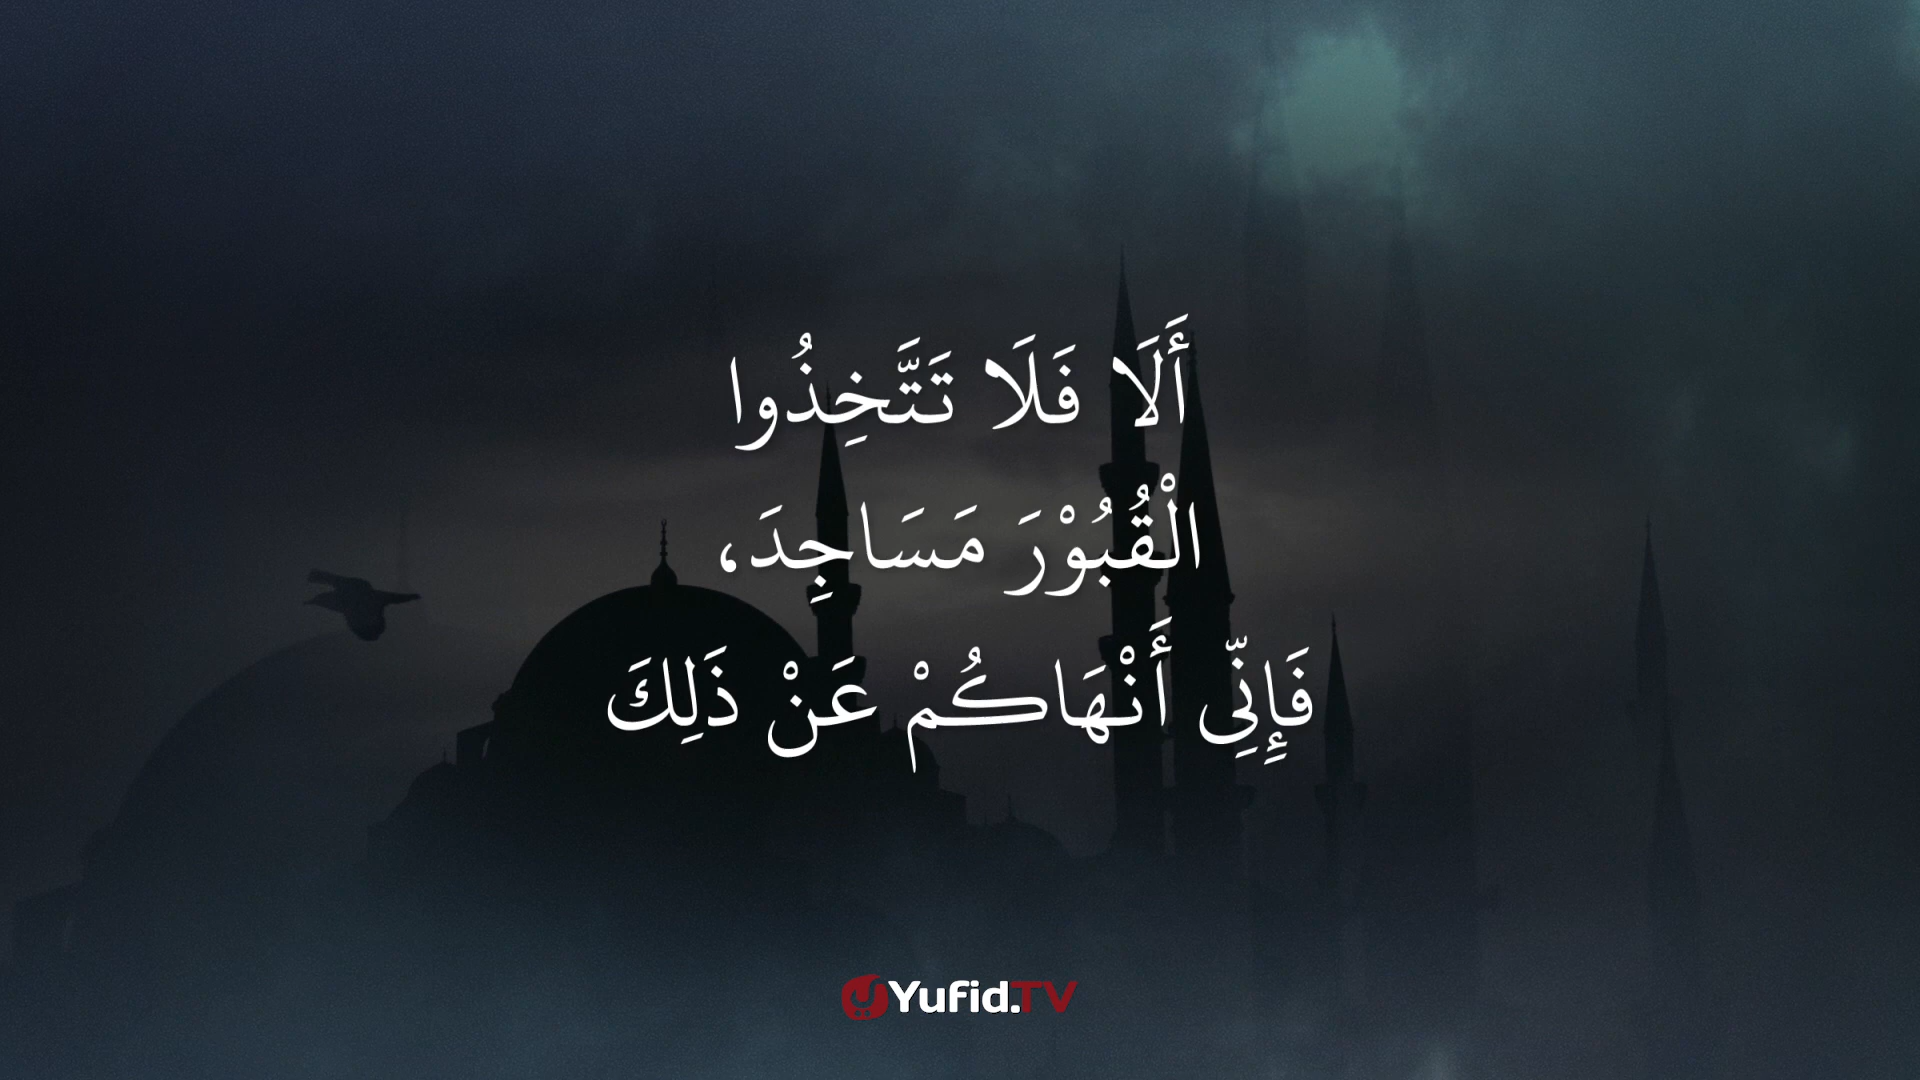 أَلَا فَلَا تَتَّخِذُوا
الْقُبُوْرَ مَسَاجِدَ،
فَإِنِّى أَنْهَاكُمْ عَنْ ذَلِكَ
Yufid.TV